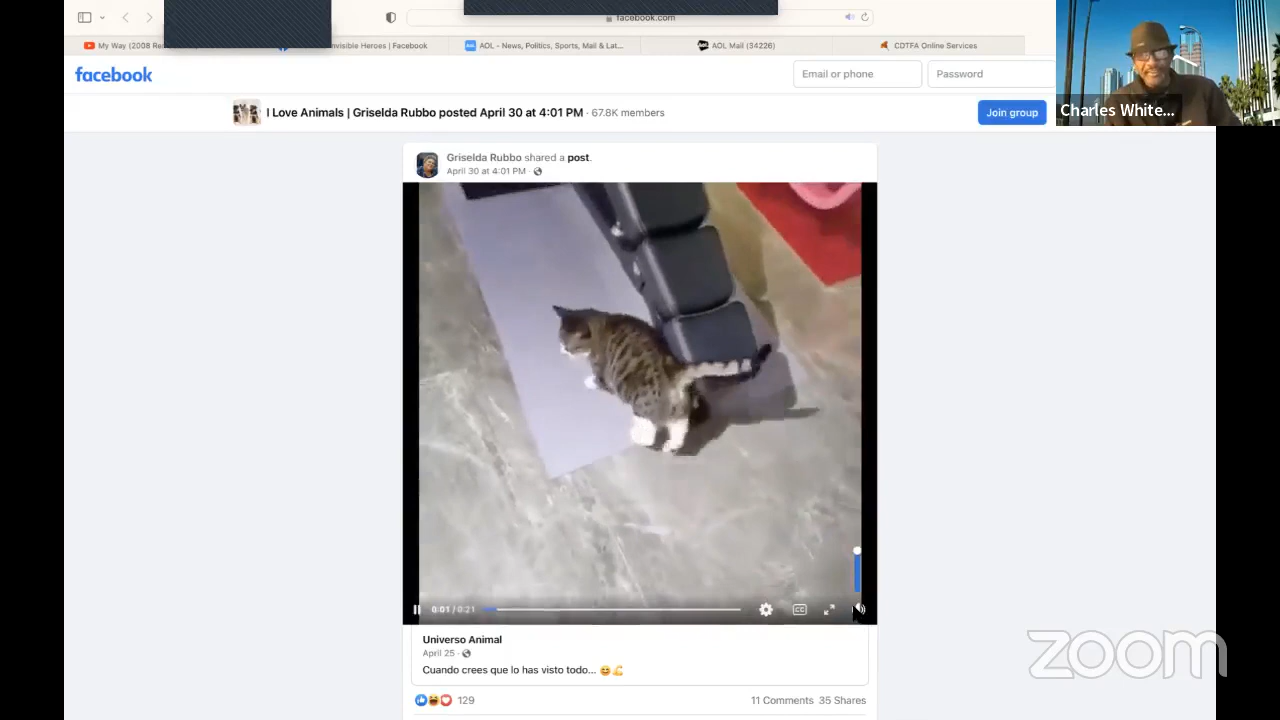 facebook.com
My Way (2008 Re
nvisible Heroes | Facebook
AOL - News, Politics, Sports, Mail & Lat...
AOL Mail (34226)
CDTFA Online Services
facebook
Email or phone
Password
Charles White...
I Love Animals | Griselda Rubbo posted April 30 at 4:01 PM · 67.8K members
Join group
Griselda Rubbo shared a post.
April 30 at 4:01 PM ·
0:01 / 0:21
CC
Universo Animal
April 25 ·
Cuando crees que lo has visto todo... 😊💪
129
11 Comments 35 Shares
zoom